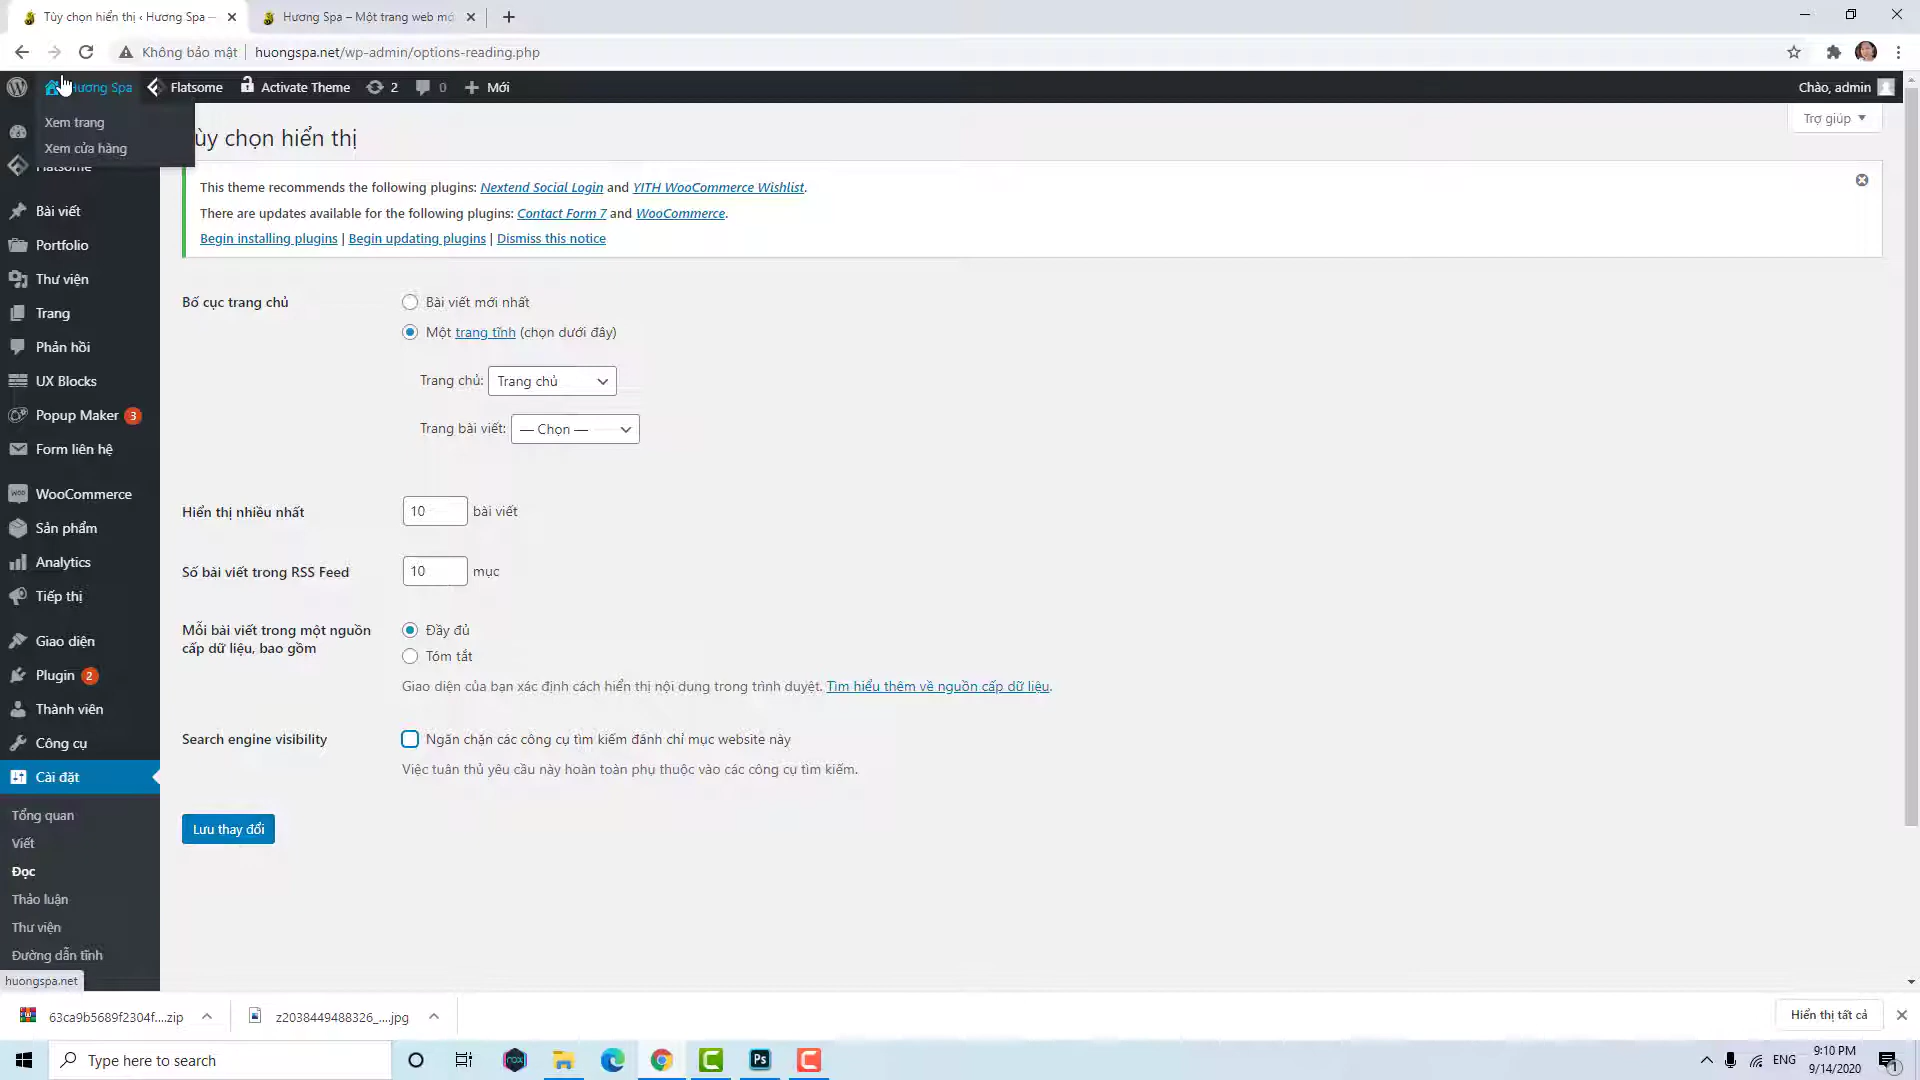 Tùy chọn hiển thị ‹ Hương Spa —
Hương Spa – Một trang web mớ
Không bảo mật
huongspa.net/wp-admin/options-reading.php
Hương Spa
Flatsome
Activate Theme
2
0
Mới
Chào, admin
Xem trang
Xem cửa hàng
Flatsome
Bài viết
Portfolio
Thư viện
Trang
Phản hồi
UX Blocks
Popup Maker 3
Form liên hệ
WooCommerce
Sản phẩm
Analytics
Tiếp thị
Giao diện
Plugin 2
Thành viên
Công cụ
Cài đặt
Tổng quan
Viết
Đọc
Thảo luận
Thư viện
Đường dẫn tĩnh
huongspa.net
Trợ giúp
ùy chọn hiển thị
This theme recommends the following plugins: Nextend Social Login and YITH WooCommerce Wishlist.
There are updates available for the following plugins: Contact Form 7 and WooCommerce.
Begin installing plugins | Begin updating plugins | Dismiss this notice
Bố cục trang chủ
Bài viết mới nhất
Một trang tĩnh (chọn dưới đây)
Trang chủ: Trang chủ
Trang bài viết: — Chọn —
Hiển thị nhiều nhất
10 bài viết
Số bài viết trong RSS Feed
10 mục
Mỗi bài viết trong một nguồn
cấp dữ liệu, bao gồm
Đầy đủ
Tóm tắt
Giao diện của bạn xác định cách hiển thị nội dung trong trình duyệt. Tìm hiểu thêm về nguồn cấp dữ liệu.
Search engine visibility
Ngăn chặn các công cụ tìm kiếm đánh chỉ mục website này
Việc tuân thủ yêu cầu này hoàn toàn phụ thuộc vào các công cụ tìm kiếm.
Lưu thay đổi
63ca9b5689f2304f....zip
z2038449488326_....jpg
Hiển thị tất cả
Type here to search
Ps
ENG
9:10 PM
9/14/2020
1